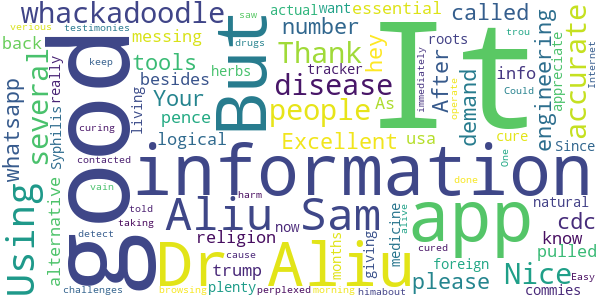 whackadoodle
messing
back
testimonies
verious
saw
drugs
actual
want
essential
called
trou
Internet
several
But
hey
number
Thank
tools
herbs
keep
tracker
roots
immediately
It
info
engineering
appreciate
accurate
Your
besides
After
disease
people
As
Could
operate
demand
whatsapp
Syphilis
really
living
pence
logical
Excellent
usa
cure
One
Since
curing
good
information
contacted
Using
alternative
vain
told
taking
Aliu Sam
app
natural
done
cdc
know
harm
religion
now
months
giving
medicine
alive
cured
please
pulled
detect
cause
trump
Dr Aliu
foreign
Nice
Easy
challenges
plenty
browsing
perplexed
morning
himabout
commies